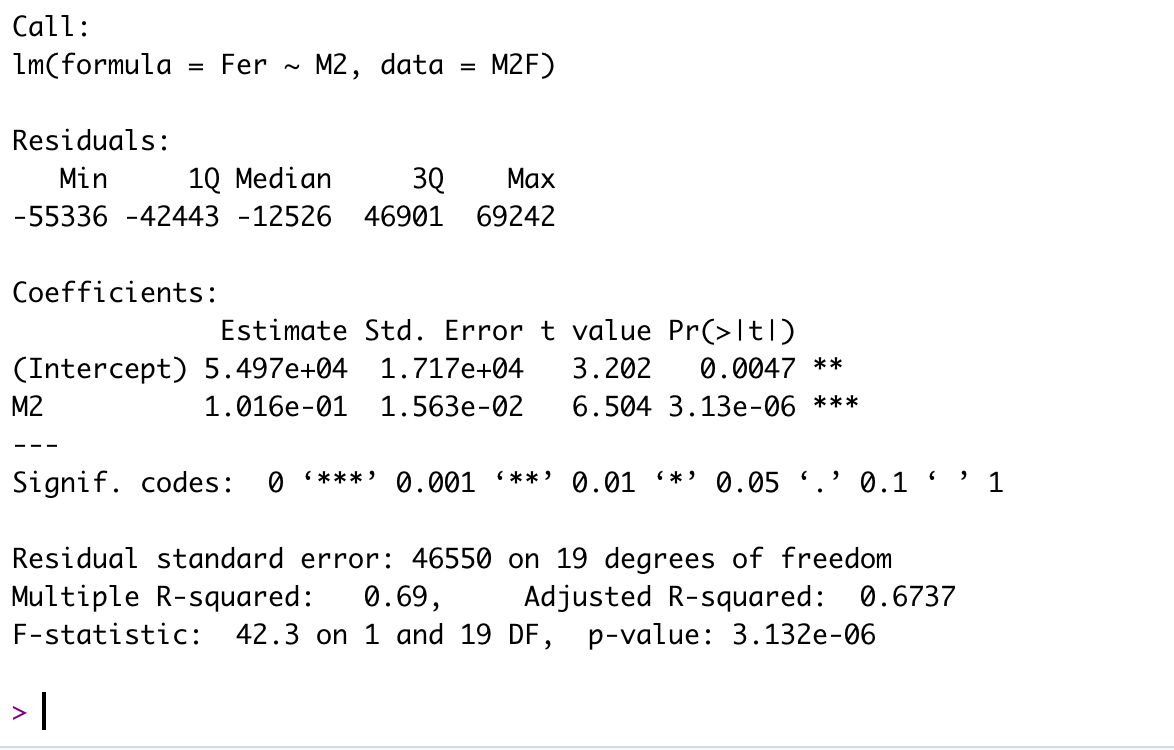 Call:
lm(formula = Fer ~ M2, data = M2F)
Residuals:
   Min     1Q Median     3Q    Max
-55336 -42443 -12526  46901  69242
Coefficients:
             Estimate Std. Error t value Pr(>|t|)
(Intercept) 5.497e+04  1.717e+04   3.202   0.0047 **
M2          1.016e-01  1.563e-02   6.504 3.13e-06 ***
---
Signif. codes:  0 ‘***’ 0.001 ‘**’ 0.01 ‘*’ 0.05 ‘.’ 0.1 ‘ ’ 1
Residual standard error: 46550 on 19 degrees of freedom
Multiple R-squared:   0.69,	Adjusted R-squared:  0.6737
F-statistic:  42.3 on 1 and 19 DF,  p-value: 3.132e-06
>